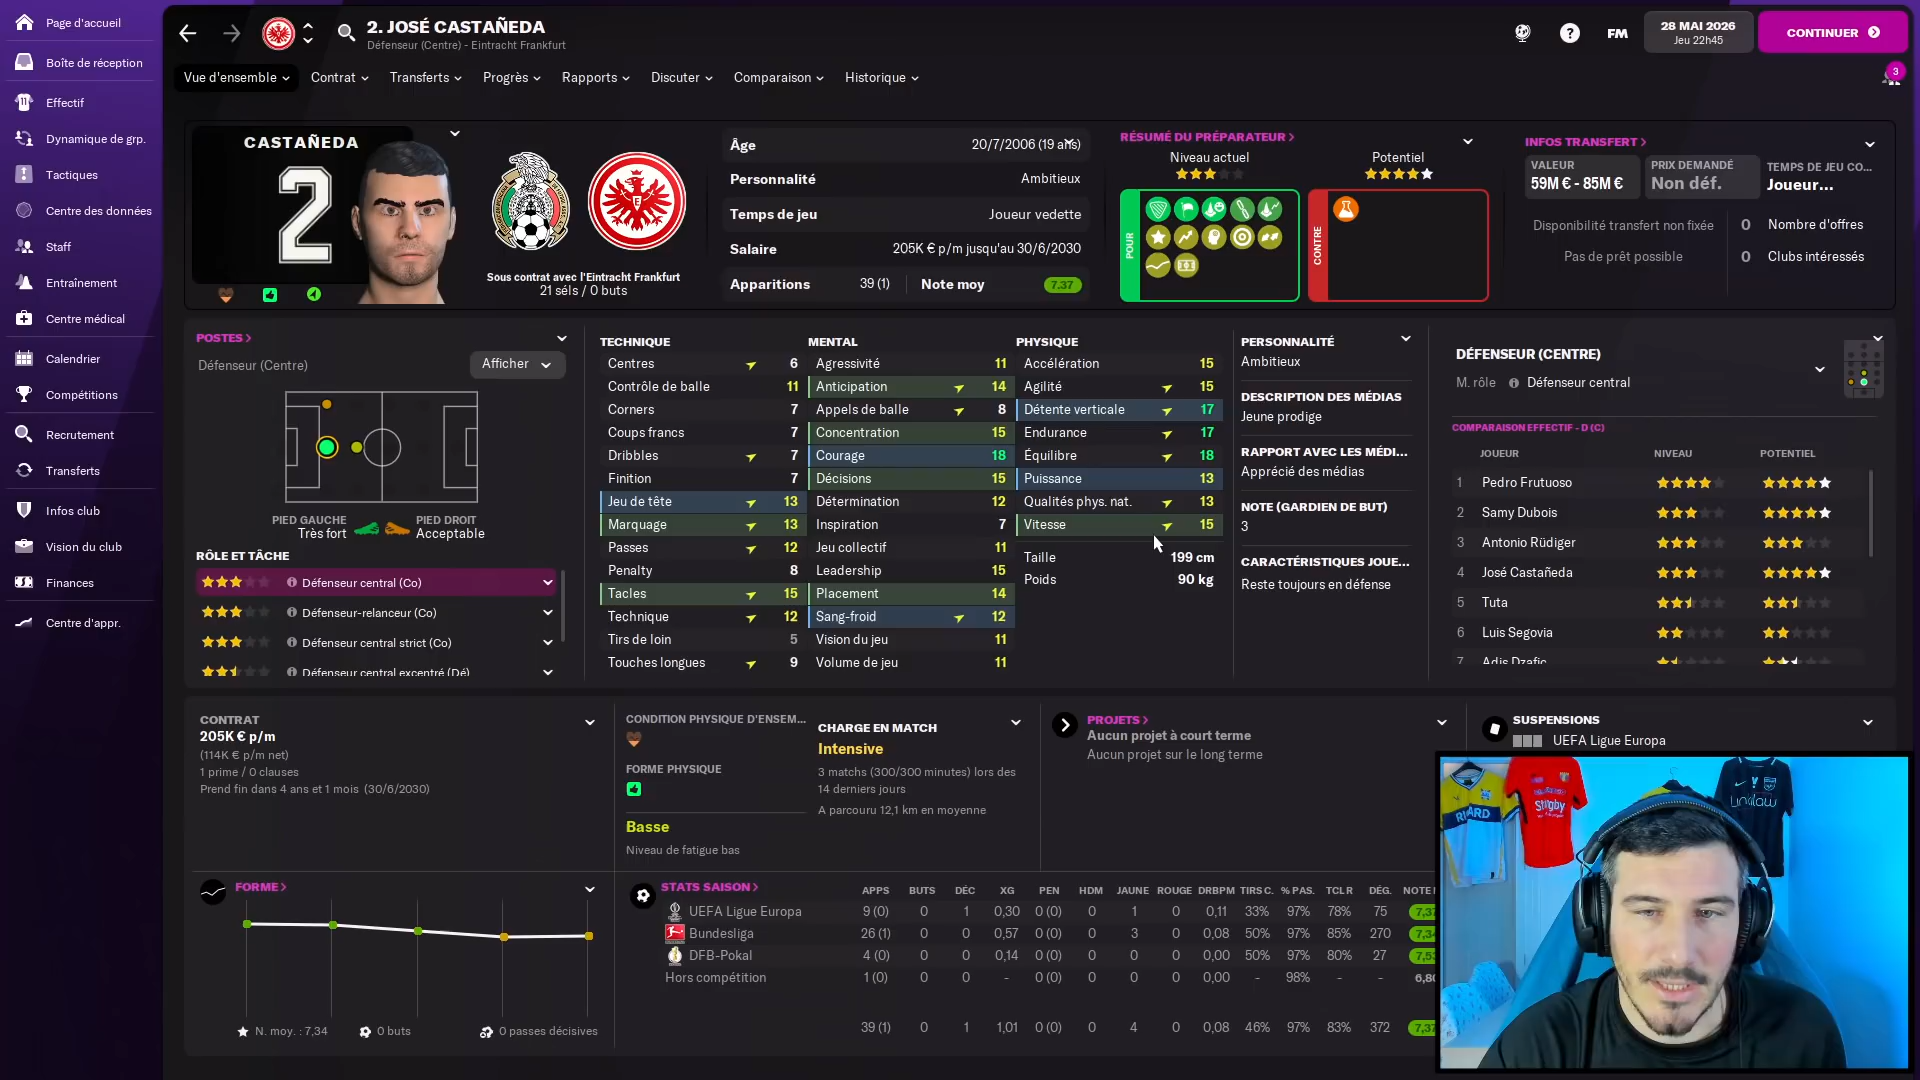 Page d'accueil
Boîte de réception
Effectif
Dynamique de grp.
Tactiques
Centre des données
Staff
Entraînement
Centre médical
Calendrier
Compétitions
Recrutement
Transferts
Infos club
Vision du club
Finances
Centre d'appr.
2. JOSÉ CASTAÑEDA
Défenseur (Centre) - Eintracht Frankfurt
FM
28 MAI 2026
Jeu 22h45
CONTINUER
3
Vue d'ensemble
Contrat
Transferts
Progrès
Rapports
Discuter
Comparaison
Historique
CASTAÑEDA
2
Sous contrat avec l'Eintracht Frankfurt
21 séls / 0 buts
Âge 20/7/2006 (19 ans)
Personnalité Ambitieux
Temps de jeu Joueur vedette
Salaire 205K € p/m jusqu'au 30/6/2030
Apparitions 39 (1) Note moy 7.37
RÉSUMÉ DU PRÉPARATEUR >
Niveau actuel Potentiel
POUR
CONTRE
INFOS TRANSFERT >
VALEUR
59M € - 85M €
PRIX DEMANDÉ
Non déf.
TEMPS DE JEU CO...
Joueur...
Disponibilité transfert non fixée
0 Nombre d'offres
Pas de prêt possible
0 Clubs intéressés
POSTES >
Défenseur (Centre)
Afficher
PIED GAUCHE
Très fort
PIED DROIT
Acceptable
RÔLE ET TÂCHE
Défenseur central (Co)
Défenseur-relanceur (Co)
Défenseur central strict (Co)
Défenseur central excentré (Dé)
TECHNIQUE
Centres 6
Contrôle de balle 11
Corners 7
Coups francs 7
Dribbles 7
Finition 7
Jeu de tête 13
Marquage 13
Passes 12
Penalty 8
Tacles 15
Technique 12
Tirs de loin 5
Touches longues 9
MENTAL
Agressivité 11
Anticipation 14
Appels de balle 8
Concentration 15
Courage 18
Décisions 15
Détermination 12
Inspiration 7
Jeu collectif 11
Leadership 15
Placement 14
Sang-froid 12
Vision du jeu 11
Volume de jeu 11
PHYSIQUE
Accélération 15
Agilité 15
Détente verticale 17
Endurance 17
Équilibre 18
Puissance 13
Qualités phys. nat. 13
Vitesse 15
Taille 199 cm
Poids 90 kg
PERSONNALITÉ
Ambitieux
DESCRIPTION DES MÉDIAS
Jeune prodige
RAPPORT AVEC LES MÉDI...
Apprécié des médias
NOTE (GARDIEN DE BUT)
3
CARACTÉRISTIQUES JOUE...
Reste toujours en défense
DÉFENSEUR (CENTRE)
M. rôle Défenseur central
COMPARAISON EFFECTIF - D (C)
JOUEUR NIVEAU POTENTIEL
1 Pedro Frutuoso
2 Samy Dubois
3 Antonio Rüdiger
4 José Castañeda
5 Tuta
6 Luis Segovia
7 Adis Dzafic
CONTRAT
205K € p/m
(114K € p/m net)
1 prime / 0 clauses
Prend fin dans 4 ans et 1 mois (30/6/2030)
CONDITION PHYSIQUE D'ENSEM...
FORME PHYSIQUE
Basse
Niveau de fatigue bas
CHARGE EN MATCH
Intensive
3 matchs (300/300 minutes) lors des
14 derniers jours
A parcouru 12,1 km en moyenne
PROJETS >
Aucun projet à court terme
Aucun projet sur le long terme
SUSPENSIONS
UEFA Ligue Europa
FORME >
N. moy. : 7,34
0 buts
0 passes décisives
STATS SAISON > APPS BUTS DÉC XG PEN HDM JAUNE ROUGE DRBPM TIRS C. % PAS. TCL R DÉG. NOTE
UEFA Ligue Europa 9 (0) 0 1 0,30 0 (0) 0 1 0 0,11 33% 97% 78% 75 7,37
Bundesliga 26 (1) 0 0 0,57 0 (0) 0 3 0 0,08 50% 97% 85% 270 7,34
DFB-Pokal 4 (0) 0 0 0,14 0 (0) 0 0 0 0,00 50% 97% 80% 27
Hors compétition 1 (0) 0 0 - 0 (0) 0 0 0 0,00 - 98% - - 6,80
39 (1) 0 1 1,01 0 (0) 0 4 0 0,08 46% 97% 83% 372 7,37